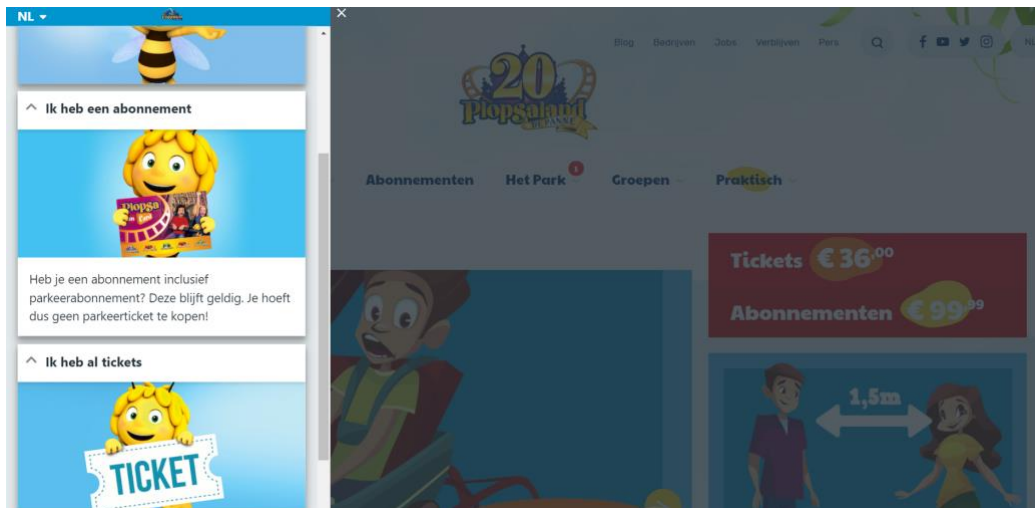 NL
×
Ik heb een abonnement
Plopsa
Heb je een abonnement inclusief
parkeerabonnement? Deze blijft geldig. Je hoeft
dus geen parkeerticket te kopen!
Ik heb al tickets
TICKET
Blog Bedrijven Jobs Verblijven Pers NL
20
Plopsaland
DE PANNE
Abonnementen Het Park 1 Groepen Praktisch
Tickets € 36,00
Abonnementen € 99,99
1,5m